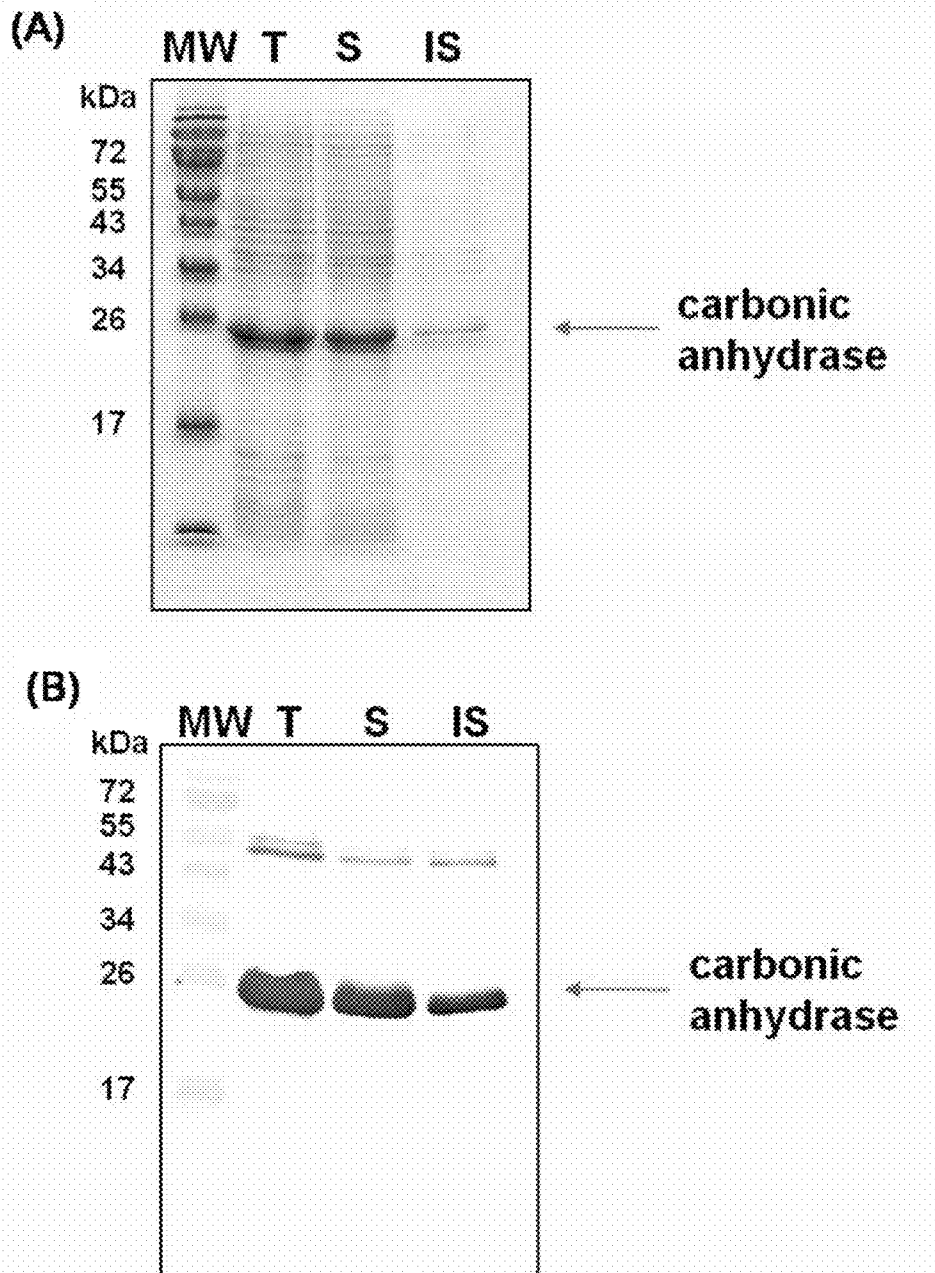 (A)
MW T S IS
kDa
72
55
43
34
26
17
carbonic
anhydrase
(B)
MW T S IS
kDa
72
55
43
34
26
17
carbonic
anhydrase